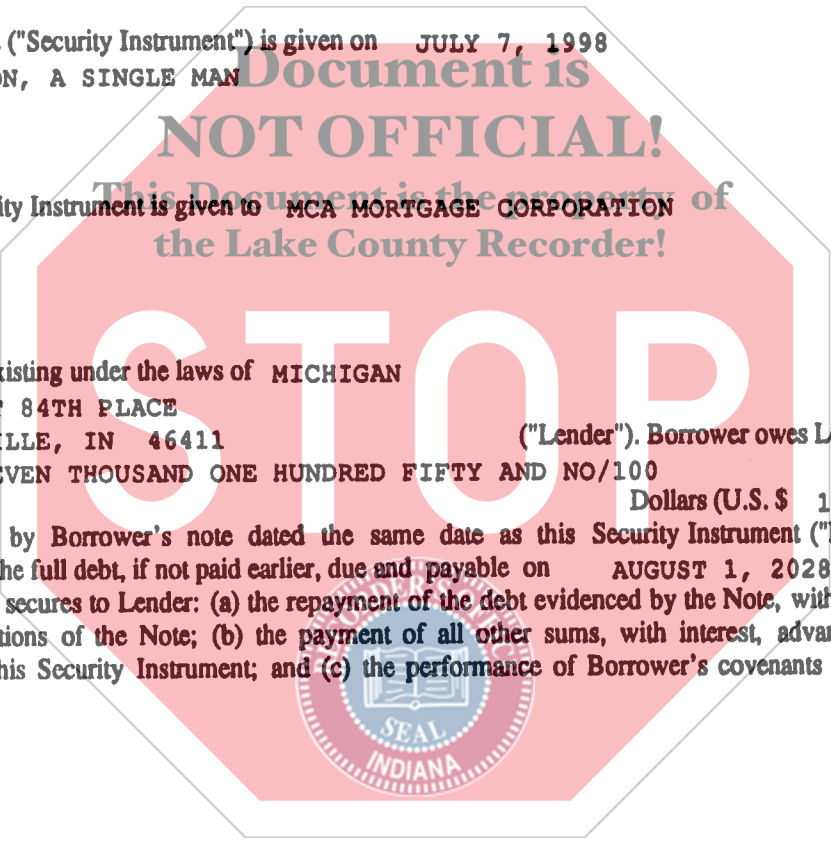 ("Security Instrument") is given on JULY 7, 1998
ON, A SINGLE MAN
Document is
NOT OFFICIAL!
This Document is the property of
the Lake County Recorder!
ity Instrument is given to MCA MORTGAGE CORPORATION
STOP
xisting under the laws of MICHIGAN
84TH PLACE
ILLE, IN 46411 ("Lender"). Borrower owes L
EVEN THOUSAND ONE HUNDRED FIFTY AND NO/100
Dollars (U.S. $ 1
by Borrower's note dated the same date as this Security Instrument ("
he full debt, if not paid earlier, due and payable on AUGUST 1, 2028
secures to Lender: (a) the repayment of the debt evidenced by the Note, with
tions of the Note; (b) the payment of all other sums, with interest, advan
his Security Instrument; and (c) the performance of Borrower's covenants
SEAL
INDIANA